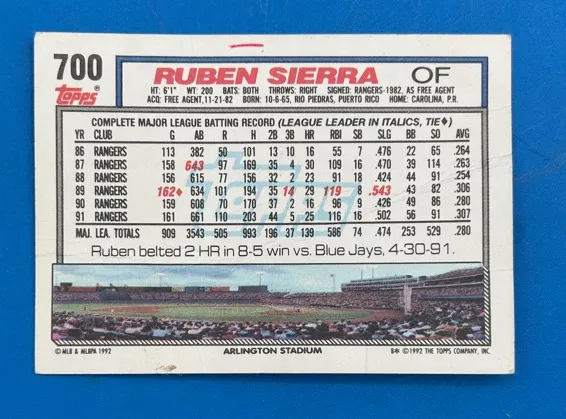 700 RUBEN SIERRA OF
Topps
HT: 6'1" WT: 200 BATS: BOTH THROWS: RIGHT SIGNED: RANGERS-1982, AS FREE AGENT
ACQ: FREE AGENT, 11-21-82 BORN: 10-6-65, RIO PIEDRAS, PUERTO RICO HOME: CAROLINA, P.R.
COMPLETE MAJOR LEAGUE BATTING RECORD (LEAGUE LEADER IN ITALICS, TIE♦)
YR CLUB G AB R H 2B 3B HR RBI SB SLG BB SO AVG
86 RANGERS 113 382 50 101 13 10 16 55 7 .476 22 65 .264
87 RANGERS 158 643 97 169 35 4 30 109 16 .470 39 114 .263
88 RANGERS 156 615 77 156 32 2 23 91 18 .424 44 91 .254
89 RANGERS 162♦ 634 101 194 35 14 29 119 8 .543 43 82 .306
90 RANGERS 159 608 70 170 37 2 16 96 9 .426 49 86 .280
91 RANGERS 161 661 110 203 44 5 25 116 16 .502 56 91 .307
MAJ. LEA. TOTALS 909 3543 505 993 196 37 139 586 74 .474 253 529 .280
Ruben belted 2 HR in 8-5 win vs. Blue Jays, 4-30-91.
© MLB & MLBPA 1992 ARLINGTON STADIUM B* © 1992 THE TOPPS COMPANY, INC.